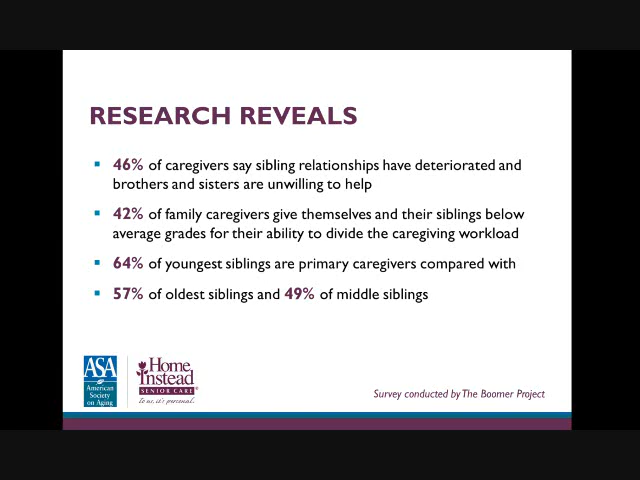 RESEARCH REVEALS
46% of caregivers say sibling relationships have deteriorated and
brothers and sisters are unwilling to help
42% of family caregivers give themselves and their siblings below
average grades for their ability to divide the caregiving workload
64% of youngest siblings are primary caregivers compared with
57% of oldest siblings and 49% of middle siblings
ASA
American
Society
on Aging
Home
Instead
SENIOR CARE®
To us, it's personal.
Survey conducted by The Boomer Project